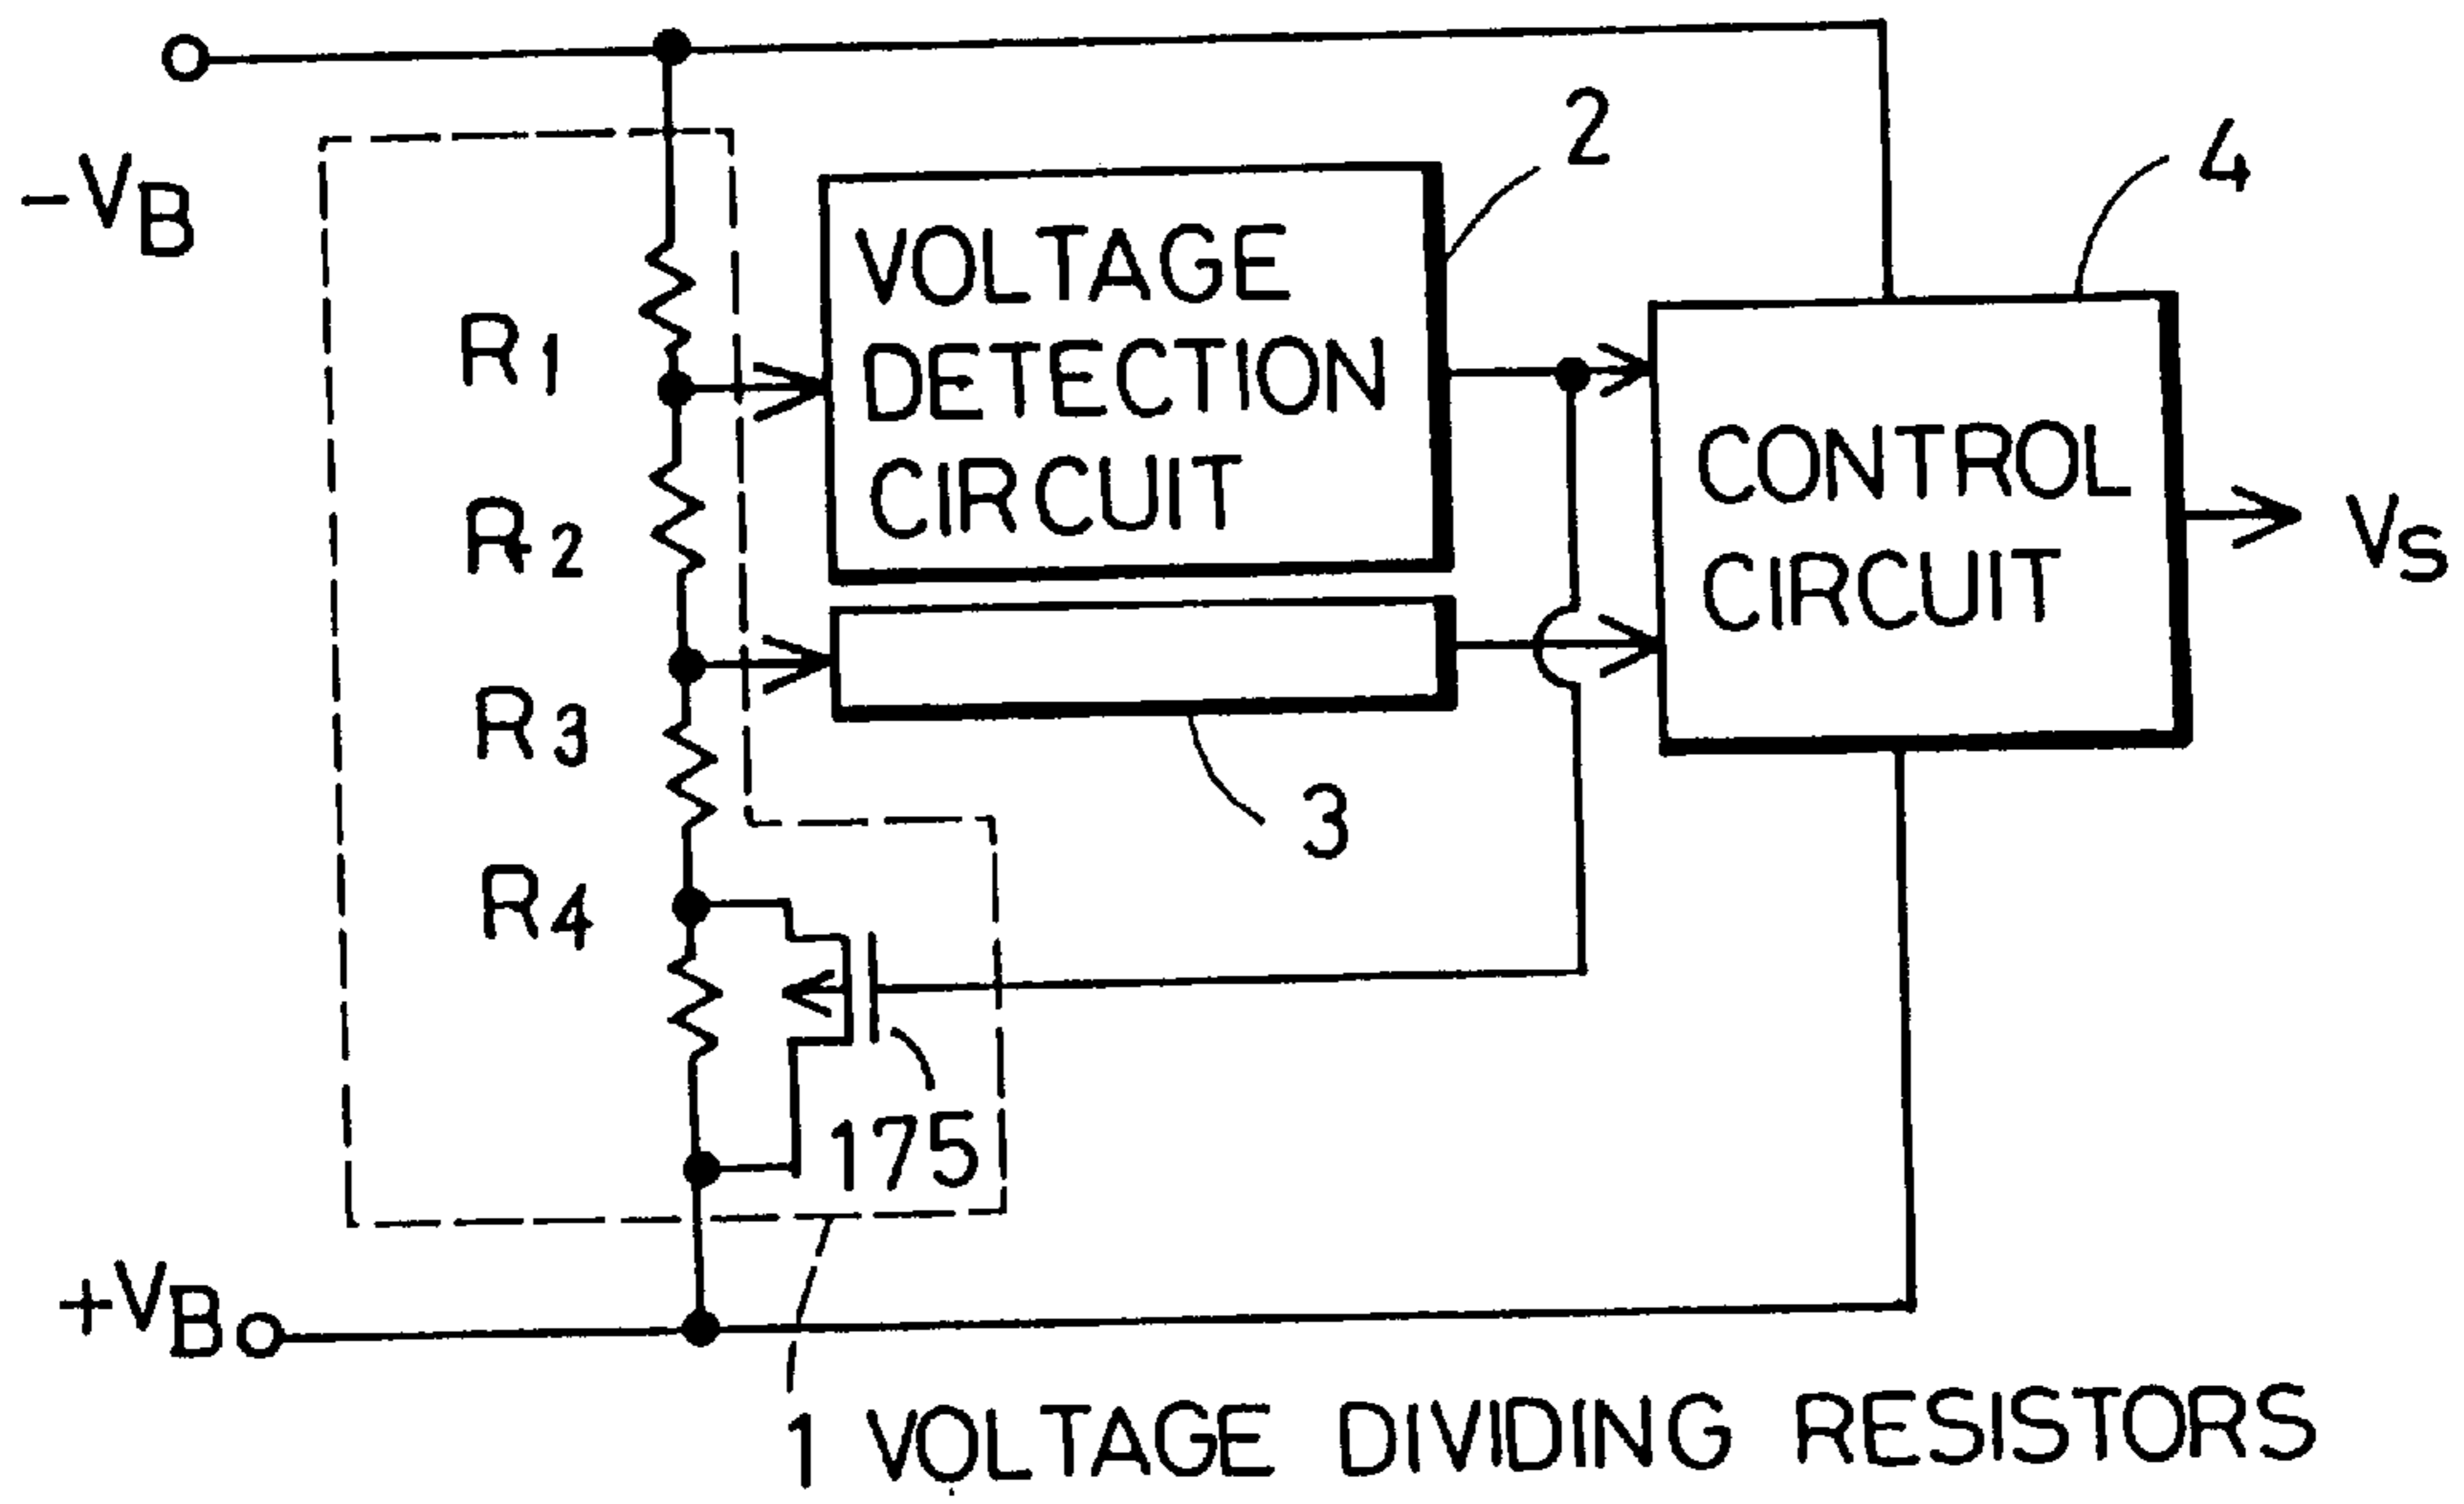 -VB
2
4
VOLTAGE
DETECTION
CIRCUIT
R1
R2
CONTROL
CIRCUIT
VS
R3
3
R4
175
+VB
1 VOLTAGE DIVIDING RESISTORS